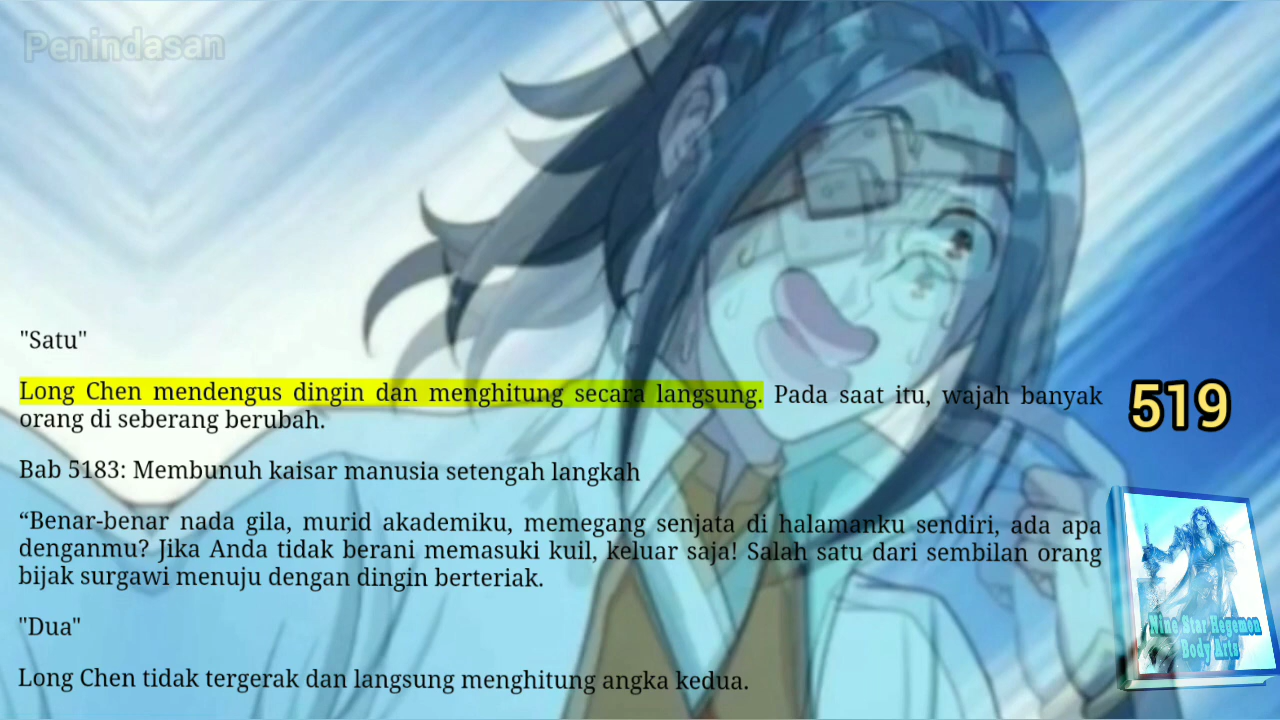 Penindasan
"Satu"
Long Chen mendengus dingin dan menghitung secara langsung. Pada saat itu, wajah banyak
orang di seberang berubah.
519
Bab 5183: Membunuh kaisar manusia setengah langkah
“Benar-benar nada gila, murid akademiku, memegang senjata di halamanku sendiri, ada apa
denganmu? Jika Anda tidak berani memasuki kuil, keluar saja! Salah satu dari sembilan orang
bijak surgawi menuju dengan dingin berteriak.
"Dua"
Nine Star Hegemon
Body Arts
Long Chen tidak tergerak dan langsung menghitung angka kedua.